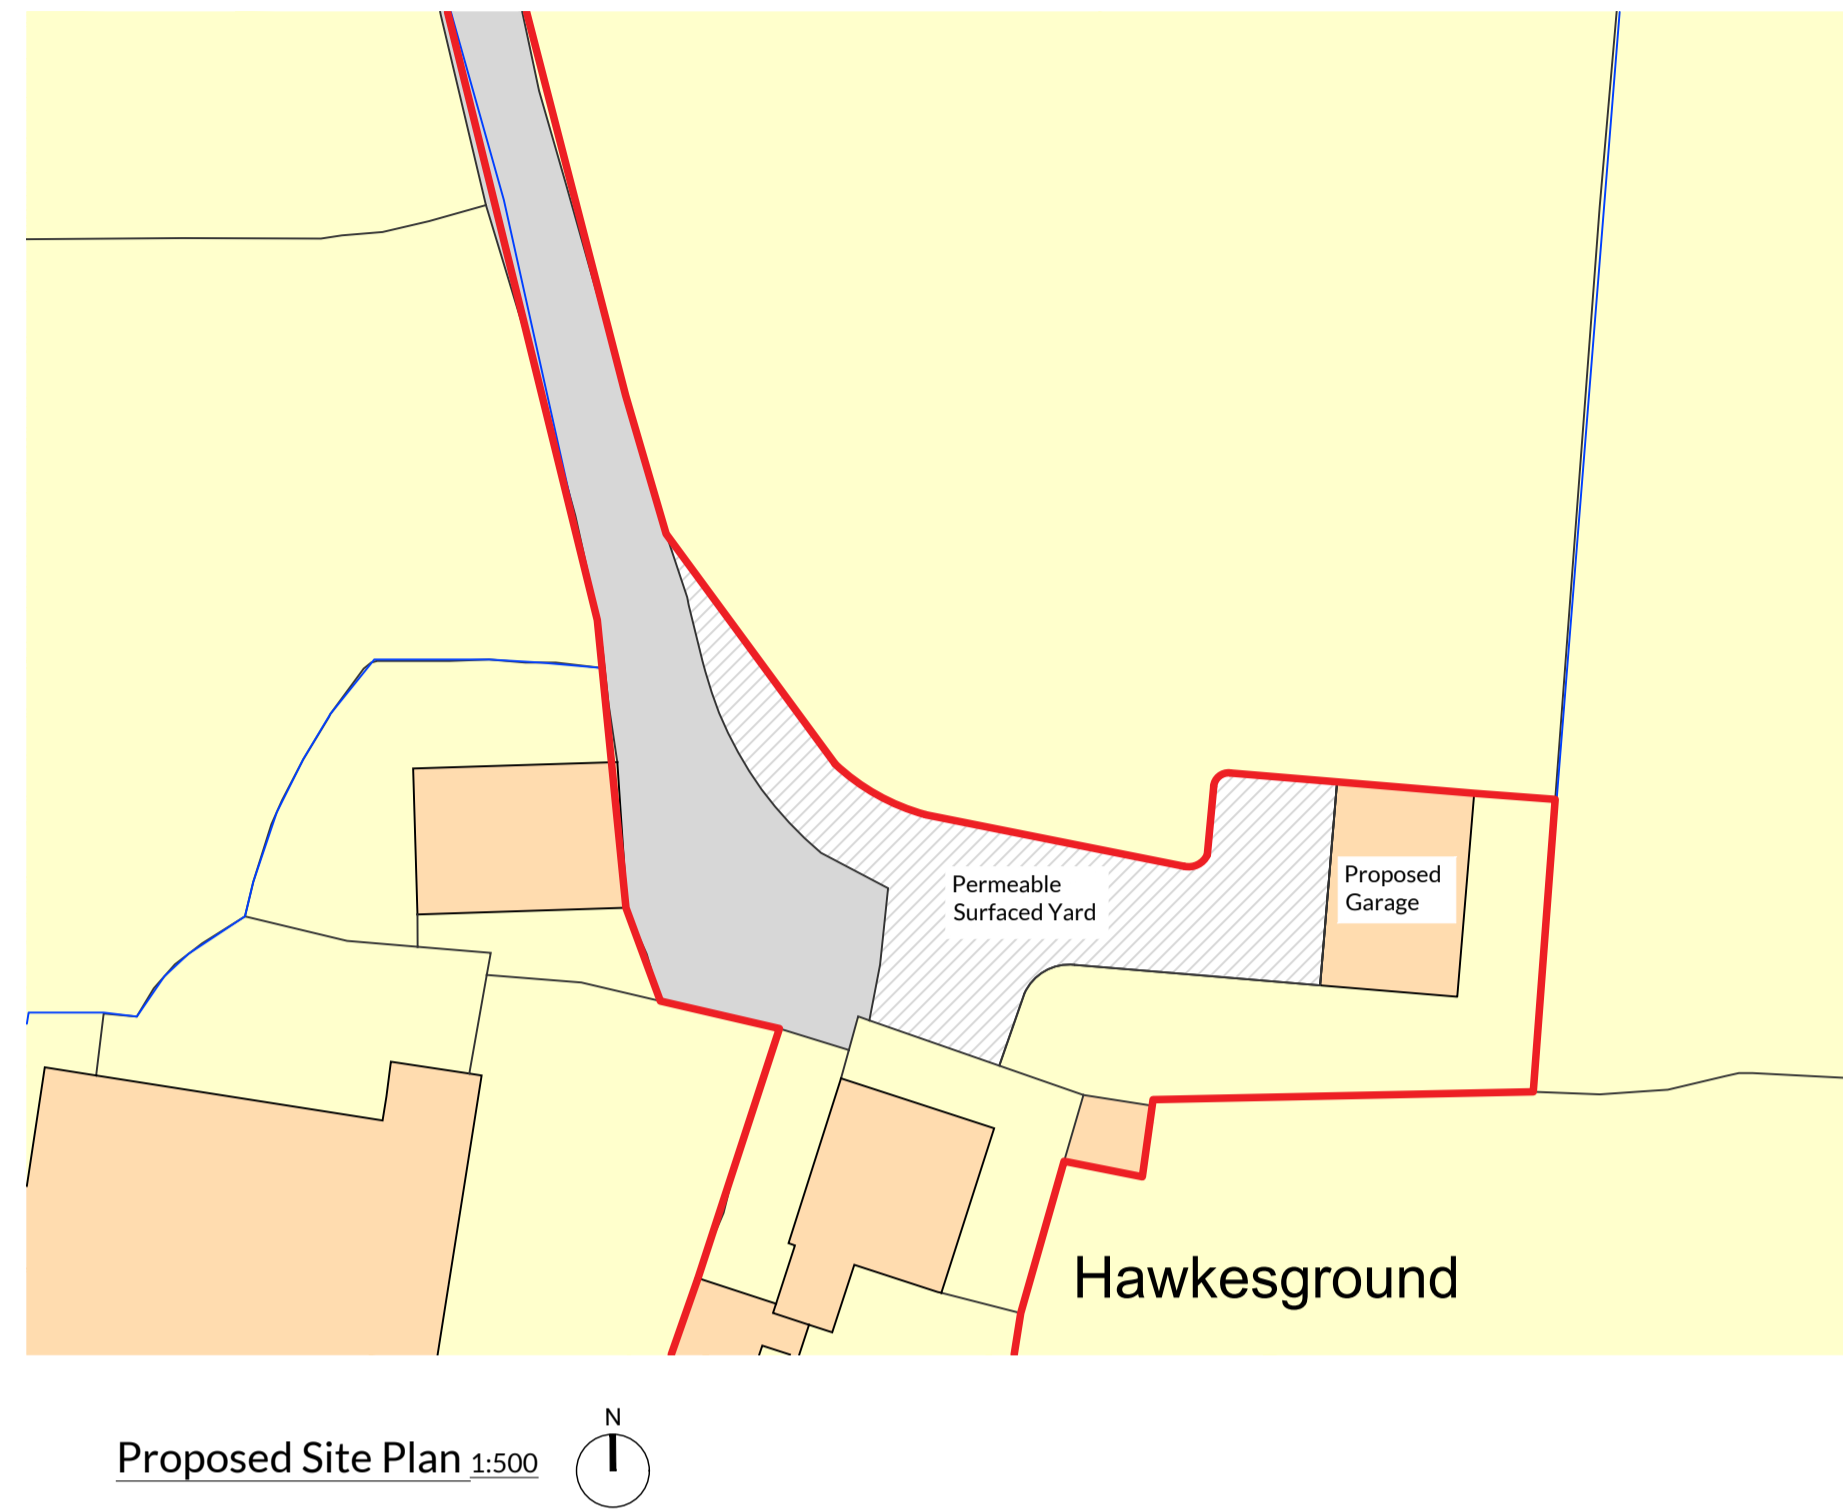 Permeable
Surfaced Yard
Proposed
Garage
Hawkesground
N
Proposed Site Plan 1:500